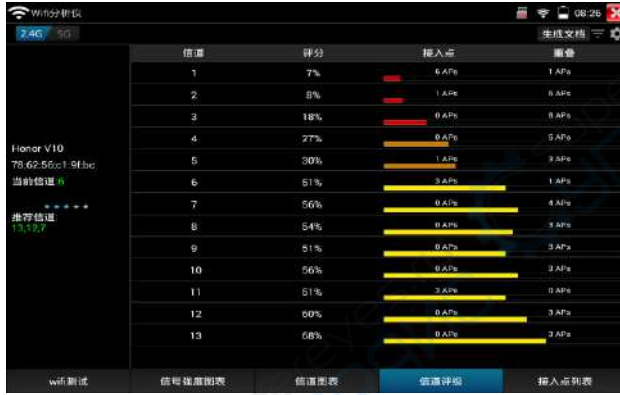 Wifi分析仪
08:26
2.4G 5G
生成文档
信道 评分 接入点 重叠
1 7% 6 APs 1 APs
2 8% 1 APs 6 APs
3 18% 0 APs 8 APs
4 27% 0 APs 5 APs
5 30% 1 APs 3 APs
6 51% 3 APs 1 APs
7 56% 0 APs 4 APs
8 54% 0 APs 3 APs
9 51% 0 APs 3 APs
10 56% 0 APs 3 APs
11 51% 3 APs 0 APs
12 60% 0 APs 3 APs
13 68% 0 APs 3 APs
Honor V10
78:62:56:c1:9f:bc
当前信道:6
推荐信道:
13,12,7
wifi测试 信号强度图表 信道图表 信道评级 接入点列表